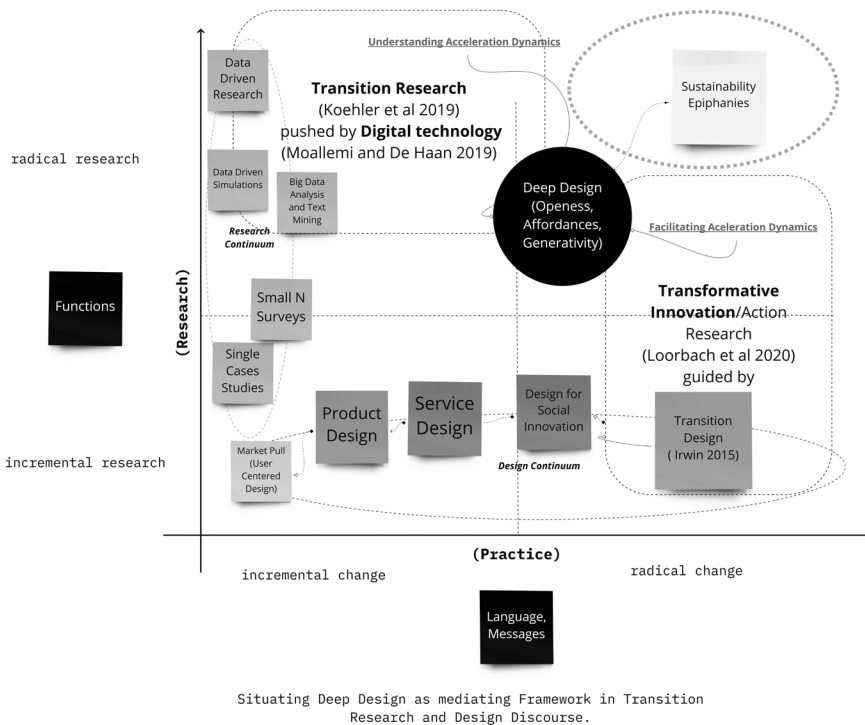 Understanding Acceleration Dynamics
Data
Driven
Research
Transition Research
(Koehler et al 2019)
pushed by Digital technology
(Moallemi and De Haan 2019)
Sustainability
Epiphanies
radical research
Data Driven
Simulations
Big Data
Analysis
and Text
Mining
Research
Continuum
Deep Design
(Openess,
Affordances,
Generativity)
Facilitating Acceleration Dynamics
Functions
(Research)
Small N
Surveys
Single
Cases
Studies
Transformative
Innovation/Action
Research
(Loorbach et al 2020)
guided by
Product
Design
Service
Design
Design for
Social
Innovation
Transition
Design
( Irwin 2015)
incremental research
Market Pull
(User
Centered
Design)
Design Continuum
(Practice)
incremental change
radical change
Language,
Messages
Situating Deep Design as mediating Framework in Transition
Research and Design Discourse.